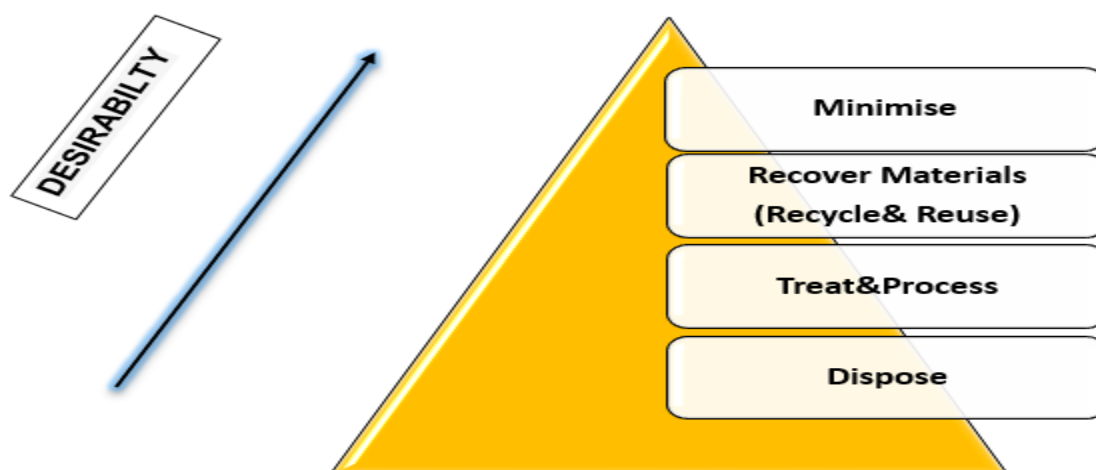 DESIRABILTY
Minimise
Recover Materials
(Recycle& Reuse)
Treat&Process
Dispose